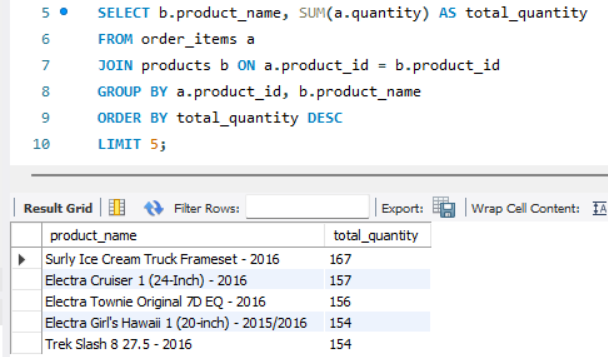 5 SELECT b.product_name, SUM(a.quantity) AS total_quantity
6 FROM order_items a
7 JOIN products b ON a.product_id = b.product_id
8 GROUP BY a.product_id, b.product_name
9 ORDER BY total_quantity DESC
10 LIMIT 5;
Result Grid Filter Rows: Export: Wrap Cell Content: IA
product_name total_quantity
Surly Ice Cream Truck Frameset - 2016 167
Electra Cruiser 1 (24-Inch) - 2016 157
Electra Townie Original 7D EQ - 2016 156
Electra Girl's Hawaii 1 (20-inch) - 2015/2016 154
Trek Slash 8 27.5 - 2016 154